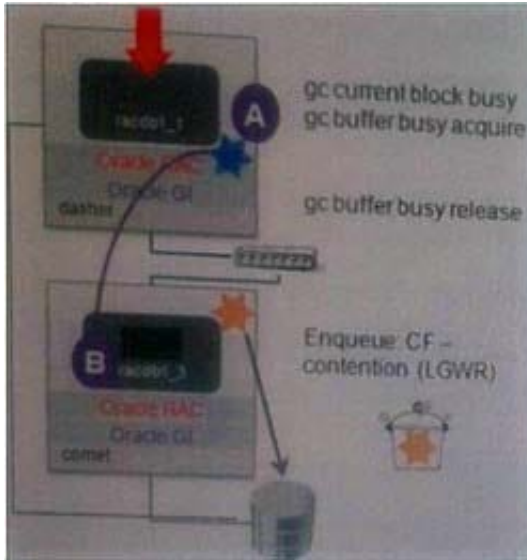 racdb1_1
A
gc current block busy
gc buffer busy acquire
Oracle RAC
Oracle GI
dasher
gc buffer busy release
B
Enqueue: CF –
contention (LGWR)
Oracle RAC
Oracle GI
comet